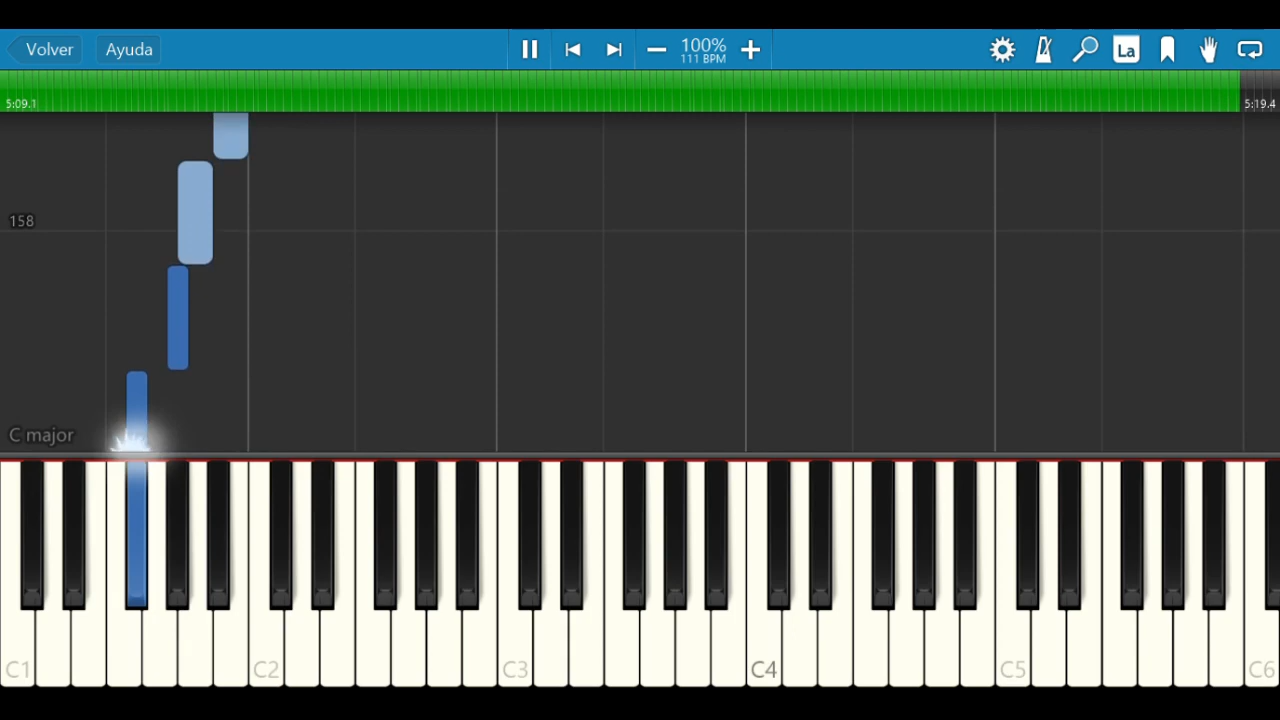 Volver Ayuda 100% La
111 BPM
5:09.1 5:19.4
158
C major
C1 C2 C3 C4 C5 C6